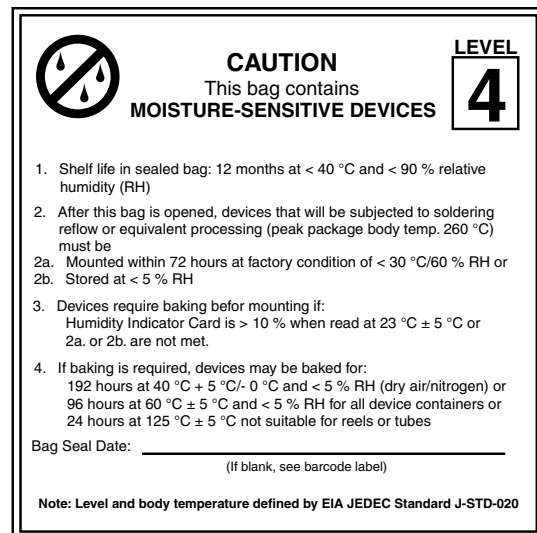 CAUTION
This bag contains
MOISTURE-SENSITIVE DEVICES
LEVEL
4
1. Shelf life in sealed bag: 12 months at < 40 °C and < 90 % relative
humidity (RH)
2. After this bag is opened, devices that will be subjected to soldering
reflow or equivalent processing (peak package body temp. 260 °C)
must be
2a. Mounted within 72 hours at factory condition of < 30 °C/60 % RH or
2b. Stored at < 5 % RH
3. Devices require baking befor mounting if:
Humidity Indicator Card is > 10 % when read at 23 °C ± 5 °C or
2a. or 2b. are not met.
4. If baking is required, devices may be baked for:
192 hours at 40 °C + 5 °C/- 0 °C and < 5 % RH (dry air/nitrogen) or
96 hours at 60 °C ± 5 °C and < 5 % RH for all device containers or
24 hours at 125 °C ± 5 °C not suitable for reels or tubes
Bag Seal Date:
(If blank, see barcode label)
Note: Level and body temperature defined by EIA JEDEC Standard J-STD-020